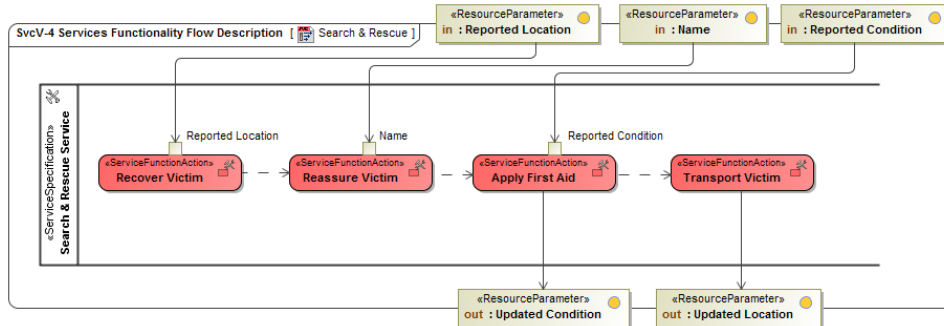 «ResourceParameter»
in : Reported Location
«ResourceParameter»
in : Name
«ResourceParameter»
in : Reported Condition
SvcV-4 Services Functionality Flow Description [ Search & Rescue ]
«ServiceSpecification»
Search & Rescue Service
Reported Location
Name
Reported Condition
«ServiceFunctionAction»
Recover Victim
«ServiceFunctionAction»
Reassure Victim
«ServiceFunctionAction»
Apply First Aid
«ServiceFunctionAction»
Transport Victim
«ResourceParameter»
out : Updated Condition
«ResourceParameter»
out : Updated Location